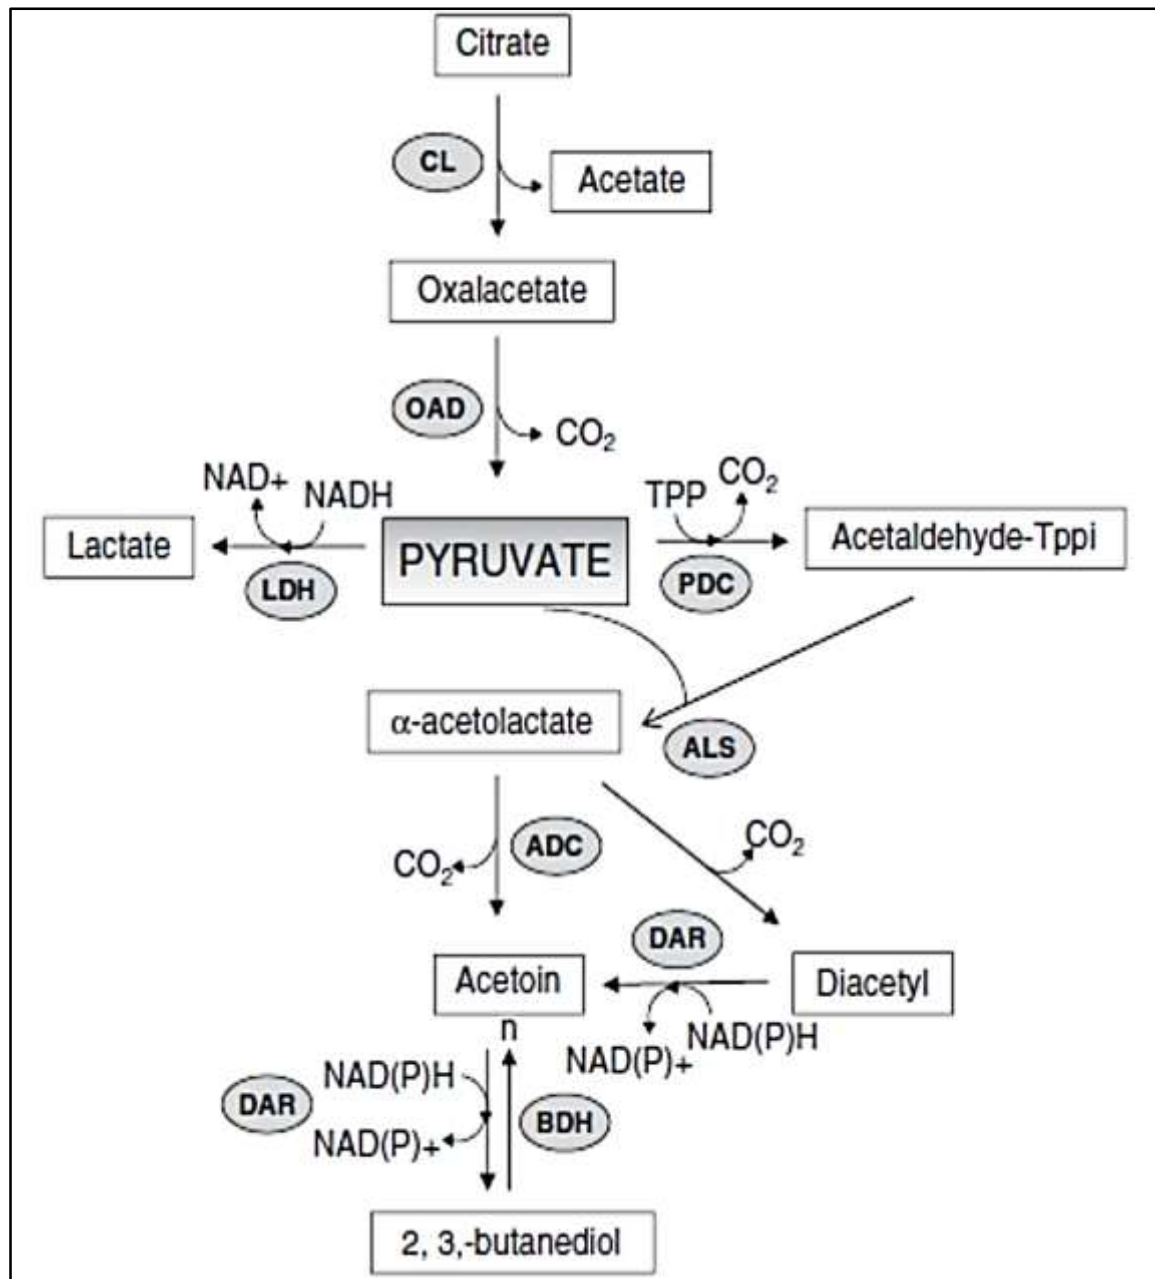 Citrate
CL
Acetate
Oxalacetate
OAD
CO2
NAD+
NADH
TPP
CO2
Lactate
PYRUVATE
Acetaldehyde-Tppi
LDH
PDC
α-acetolactate
ALS
ADC
CO2
CO2
DAR
Acetoin
Diacetyl
n
NAD(P)H
NAD(P)+
NAD(P)H
DAR
BDH
NAD(P)+
2, 3,-butanediol